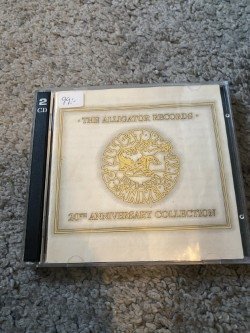 2
CD
99:-
· THE ALLIGATOR RECORDS ·
20TH ANNIVERSARY COLLECTION